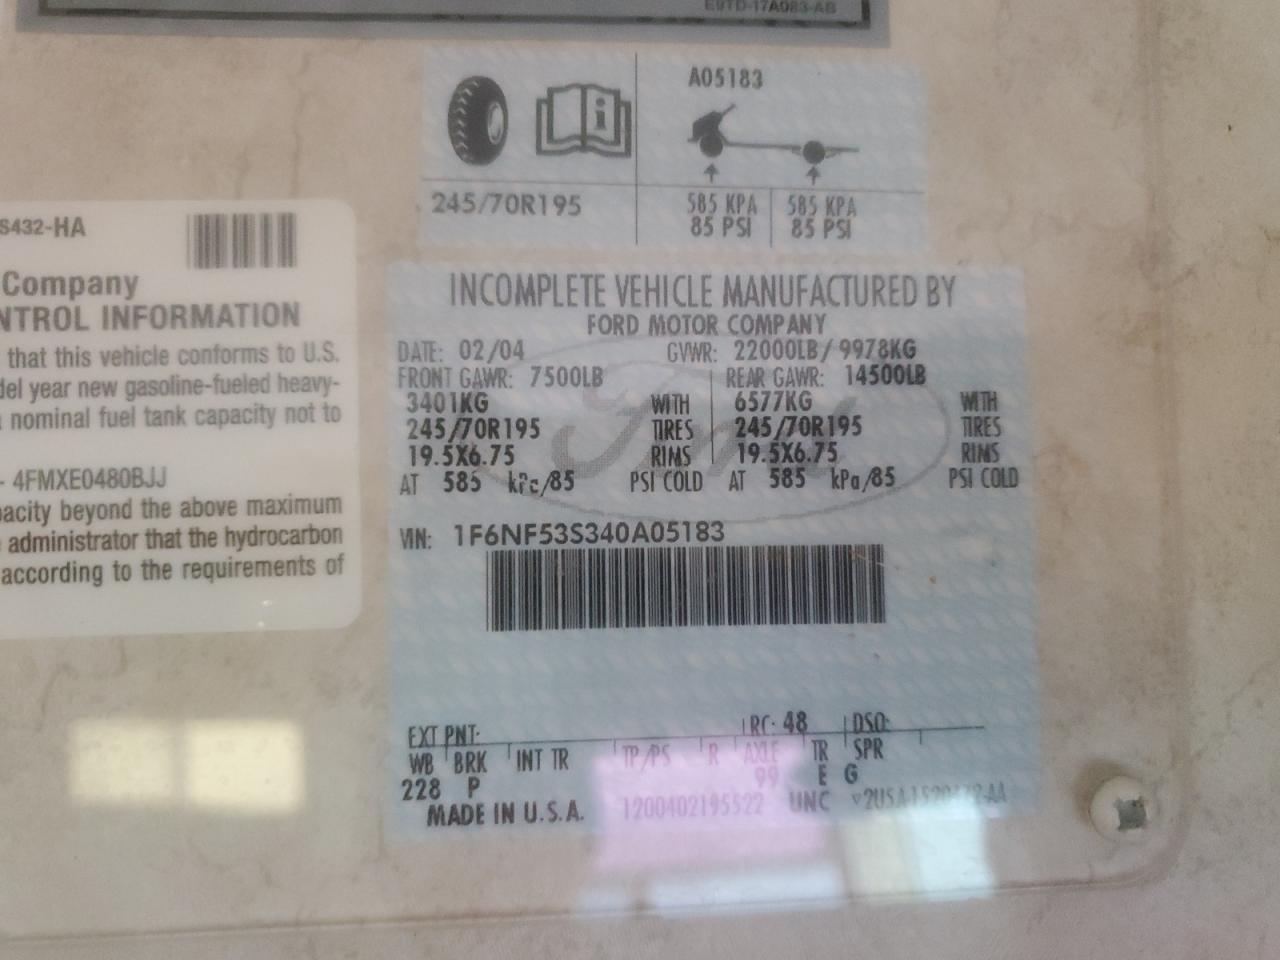 E9TD-17A083-AB
A05183
245/70R195
585 KPA
85 PSI
585 KPA
85 PSI
S432-HA
Company
NTROL INFORMATION
that this vehicle conforms to U.S.
del year new gasoline-fueled heavy-
nominal fuel tank capacity not to
- 4FMXE0480BJJ
pacity beyond the above maximum
administrator that the hydrocarbon
according to the requirements of
INCOMPLETE VEHICLE MANUFACTURED BY
FORD MOTOR COMPANY
DATE: 02/04 GVWR: 22000LB/ 9978KG
FRONT GAWR: 7500LB REAR GAWR: 14500LB
3401KG WITH 6577KG WITH
245/70R195 TIRES 245/70R195 TIRES
19.5X6.75 RIMS 19.5X6.75 RIMS
AT 585 kPa/85 PSI COLD AT 585 kPa/85 PSI COLD
Ford
VIN: 1F6NF53S340A05183
EXT PNT: RC: 48 DSO:
WB BRK INT TR TP/PS R AXLE TR SPR
228 P 99 E G
MADE IN U.S.A. 1200402195522 UNC